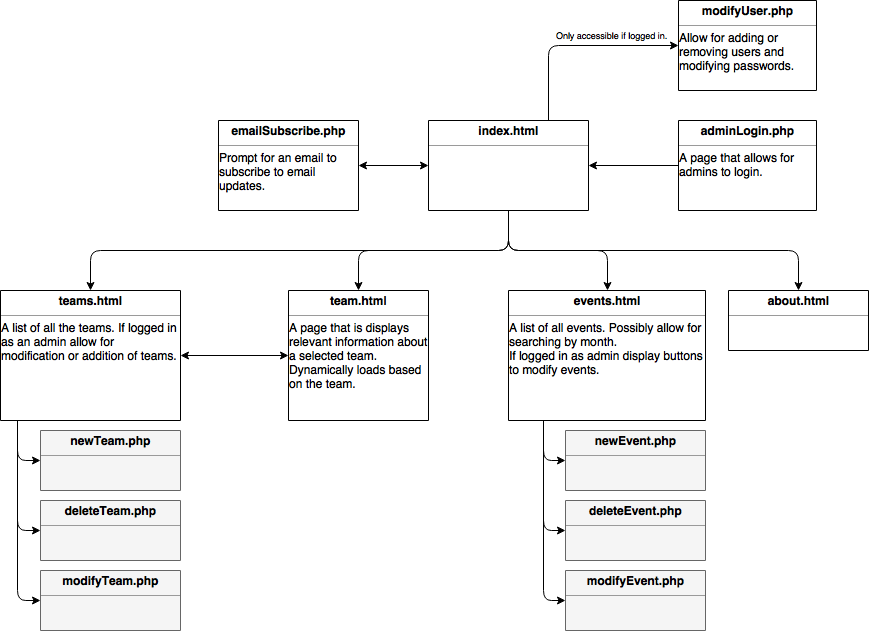 modifyUser.php
Only accessible if logged in.
Allow for adding or
removing users and
modifying passwords.
emailSubscribe.php
Prompt for an email to
subscribe to email
updates.
index.html
adminLogin.php
A page that allows for
admins to login.
teams.html
A list of all the teams. If logged in
as an admin allow for
modification or addition of teams.
team.html
A page that is displays
relevant information about
a selected team.
Dynamically loads based
on the team.
events.html
A list of all events. Possibly allow for
searching by month.
If logged in as admin display buttons
to modify events.
about.html
newTeam.php
deleteTeam.php
modifyTeam.php
newEvent.php
deleteEvent.php
modifyEvent.php